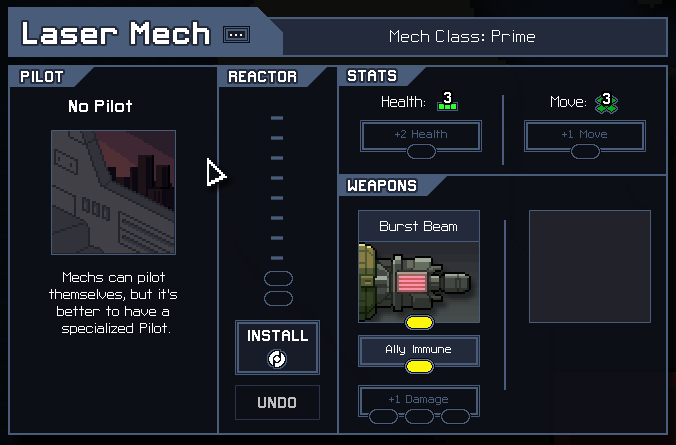 Laser Mech
Mech Class: Prime
PILOT
No Pilot
Mechs can pilot
themselves, but it's
better to have a
specialized Pilot.
REACTOR
INSTALL
UNDO
STATS
Health: 3
Move: 3
+2 Health
+1 Move
WEAPONS
Burst Beam
Ally Immune
+1 Damage